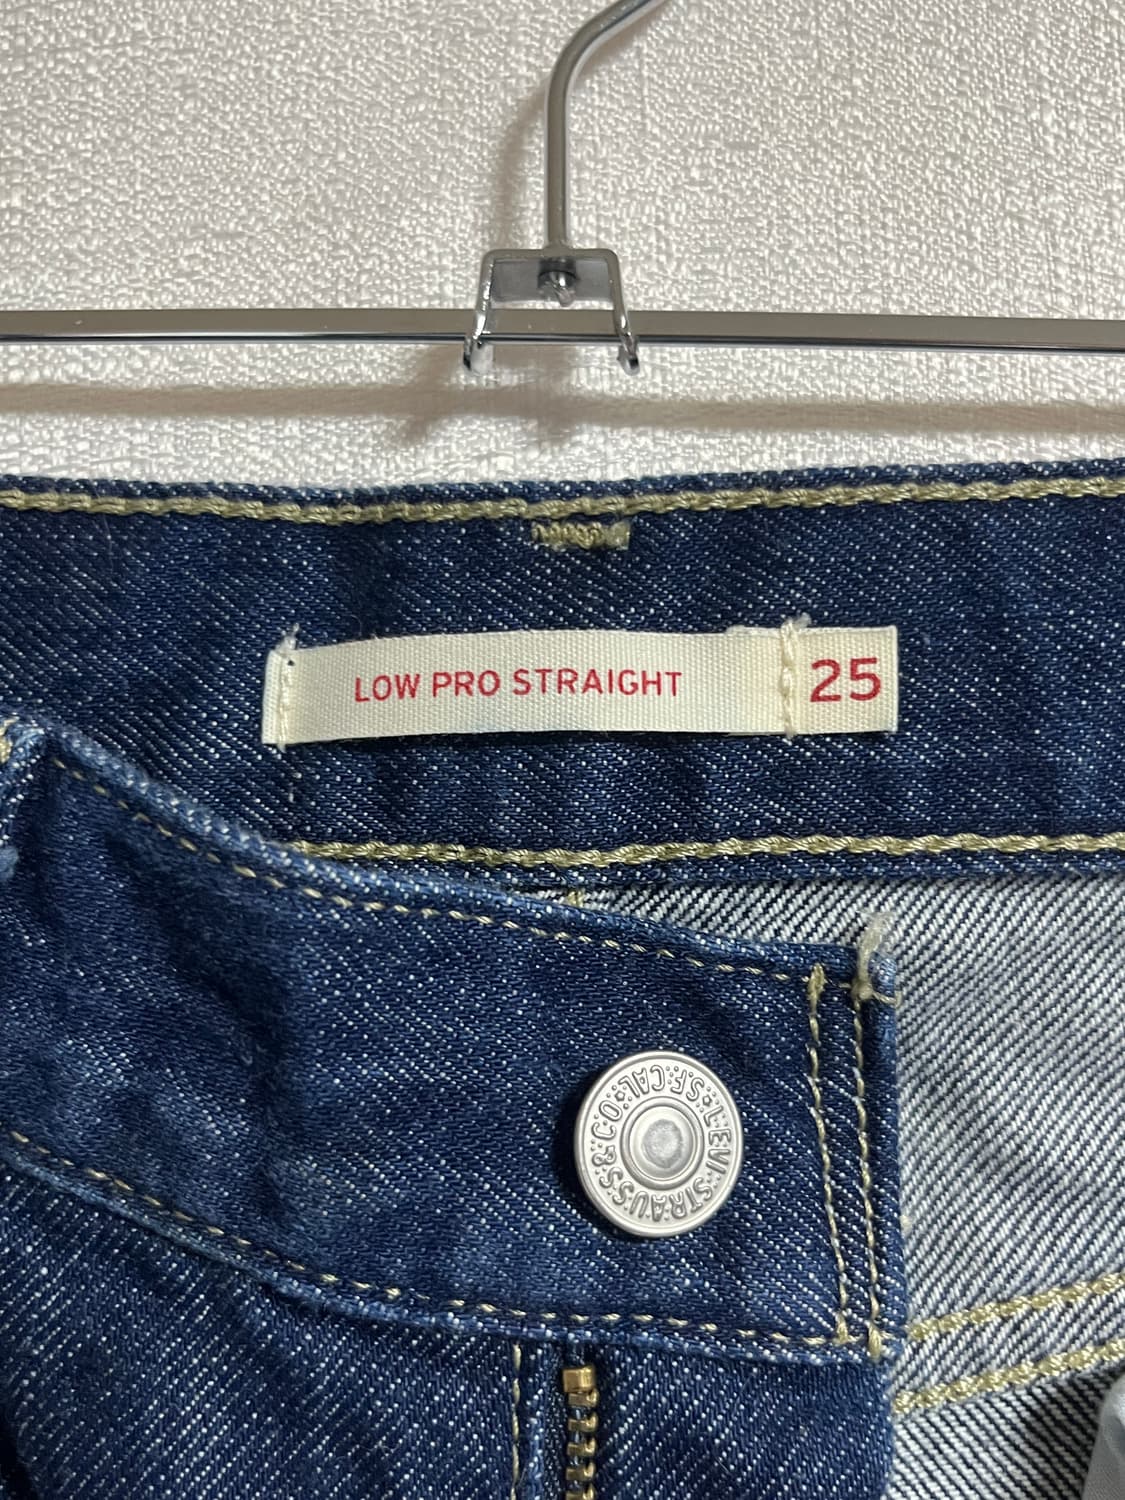 LOW PRO STRAIGHT 25
LEVI STRAUSS & CO S.F. CAL